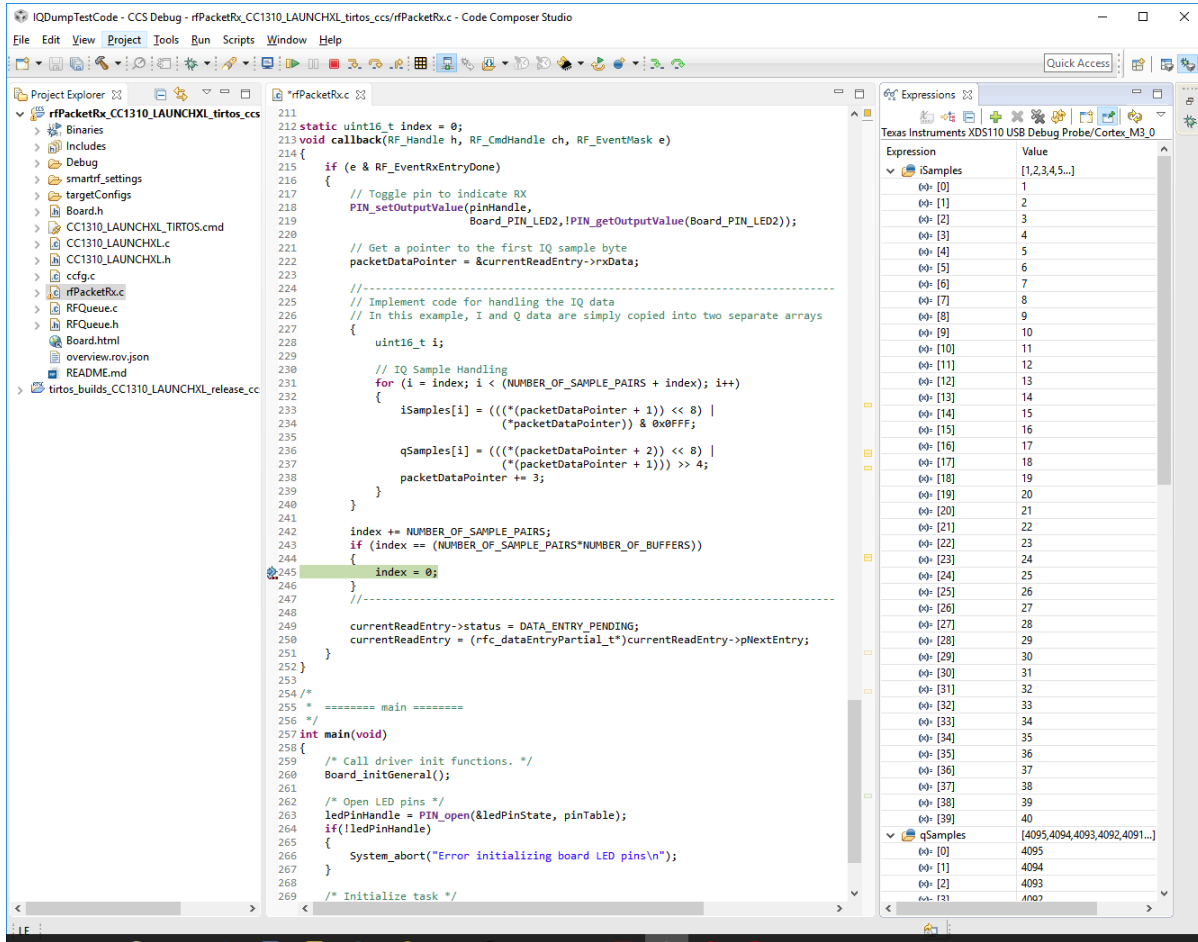 IQDumpTestCode - CCS Debug - rfPacketRx_CC1310_LAUNCHXL_tirtos_ccs/rfPacketRx.c - Code Composer Studio
File Edit View Project Tools Run Scripts Window Help
Quick Access
Project Explorer
rfPacketRx_CC1310_LAUNCHXL_tirtos_ccs
Binaries
Includes
Debug
smartrf_settings
targetConfigs
Board.h
CC1310_LAUNCHXL_TIRTOS.cmd
CC1310_LAUNCHXL.c
CC1310_LAUNCHXL.h
ccfg.c
rfPacketRx.c
RFQueue.c
RFQueue.h
Board.html
overview.rov.json
README.md
tirtos_builds_CC1310_LAUNCHXL_release_cc
*rfPacketRx.c
211
212 static uint16_t index = 0;
213 void callback(RF_Handle h, RF_CmdHandle ch, RF_EventMask e)
214 {
215     if (e & RF_EventRxEntryDone)
216     {
217         // Toggle pin to indicate RX
218         PIN_setOutputValue(pinHandle,
219                            Board_PIN_LED2,!PIN_getOutputValue(Board_PIN_LED2));
220
221         // Get a pointer to the first IQ sample byte
222         packetDataPointer = &currentReadEntry->rxData;
223
224         //---------------------------------------------------------------------------
225         // Implement code for handling the IQ data
226         // In this example, I and Q data are simply copied into two separate arrays
227         {
228             uint16_t i;
229
230             // IQ Sample Handling
231             for (i = index; i < (NUMBER_OF_SAMPLE_PAIRS + index); i++)
232             {
233                 iSamples[i] = (((*(packetDataPointer + 1)) << 8) |
234                                 (*packetDataPointer)) & 0x0FFF;
235
236                 qSamples[i] = (((*(packetDataPointer + 2)) << 8) |
237                                 (*(packetDataPointer + 1))) >> 4;
238                 packetDataPointer += 3;
239             }
240         }
241
242         index += NUMBER_OF_SAMPLE_PAIRS;
243         if (index == (NUMBER_OF_SAMPLE_PAIRS*NUMBER_OF_BUFFERS))
244         {
245             index = 0;
246         }
247         //---------------------------------------------------------------------------
248
249         currentReadEntry->status = DATA_ENTRY_PENDING;
250         currentReadEntry = (rfc_dataEntryPartial_t*)currentReadEntry->pNextEntry;
251     }
252 }
253
254 /*
255  *  ======== main ========
256  */
257 int main(void)
258 {
259     /* Call driver init functions. */
260     Board_initGeneral();
261
262     /* Open LED pins */
263     ledPinHandle = PIN_open(&ledPinState, pinTable);
264     if(!ledPinHandle)
265     {
266         System_abort("Error initializing board LED pins\n");
267     }
268
269     /* Initialize task */
Expressions
Texas Instruments XDS110 USB Debug Probe/Cortex_M3_0
Expression Value
iSamples [1,2,3,4,5...]
(x)= [0] 1
(x)= [1] 2
(x)= [2] 3
(x)= [3] 4
(x)= [4] 5
(x)= [5] 6
(x)= [6] 7
(x)= [7] 8
(x)= [8] 9
(x)= [9] 10
(x)= [10] 11
(x)= [11] 12
(x)= [12] 13
(x)= [13] 14
(x)= [14] 15
(x)= [15] 16
(x)= [16] 17
(x)= [17] 18
(x)= [18] 19
(x)= [19] 20
(x)= [20] 21
(x)= [21] 22
(x)= [22] 23
(x)= [23] 24
(x)= [24] 25
(x)= [25] 26
(x)= [26] 27
(x)= [27] 28
(x)= [28] 29
(x)= [29] 30
(x)= [30] 31
(x)= [31] 32
(x)= [32] 33
(x)= [33] 34
(x)= [34] 35
(x)= [35] 36
(x)= [36] 37
(x)= [37] 38
(x)= [38] 39
(x)= [39] 40
qSamples [4095,4094,4093,4092,4091...]
(x)= [0] 4095
(x)= [1] 4094
(x)= [2] 4093
(x)= [3] 4092
LE